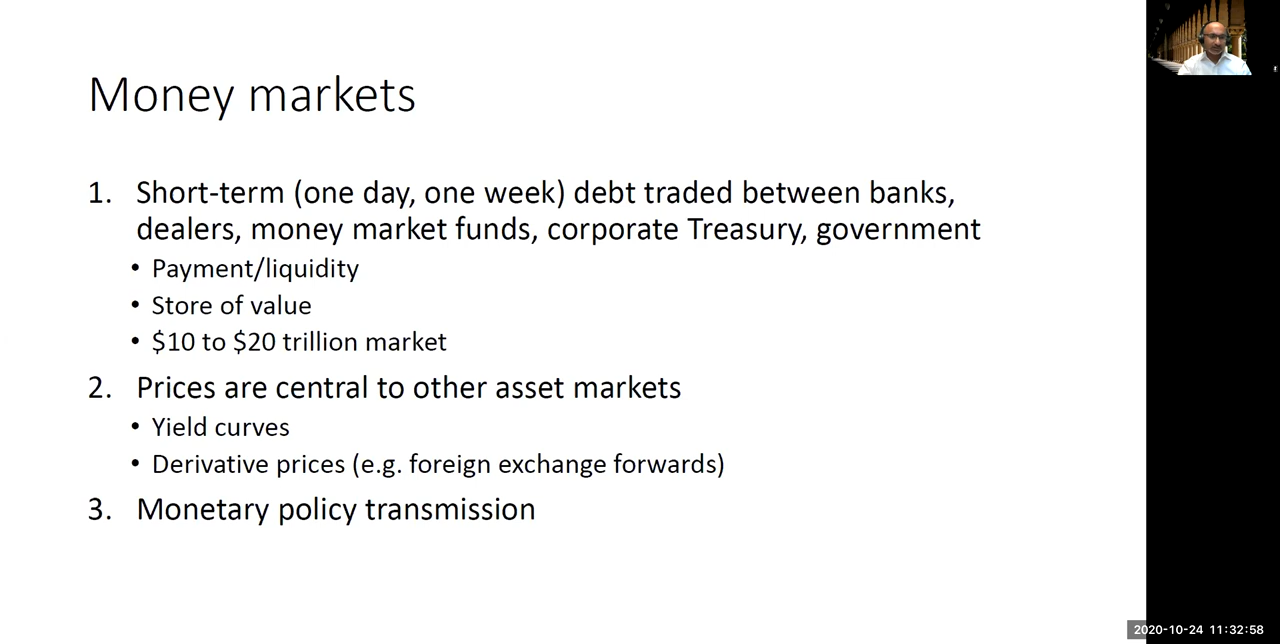 Money markets
1. Short-term (one day, one week) debt traded between banks,
dealers, money market funds, corporate Treasury, government
• Payment/liquidity
• Store of value
• $10 to $20 trillion market
2. Prices are central to other asset markets
• Yield curves
• Derivative prices (e.g. foreign exchange forwards)
3. Monetary policy transmission
2020-10-24 11:32:58